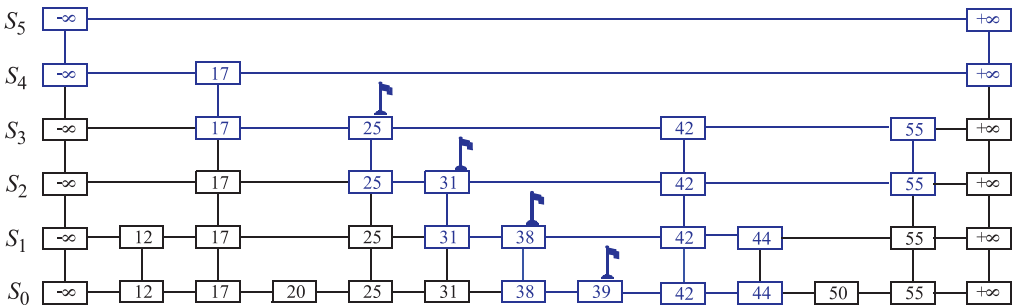 S5 -∞ +∞
S4 -∞ 17 +∞
S3 -∞ 17 25 42 55 +∞
S2 -∞ 17 25 31 42 55 +∞
S1 -∞ 12 17 25 31 38 42 44 55 +∞
S0 -∞ 12 17 20 25 31 38 39 42 44 50 55 +∞